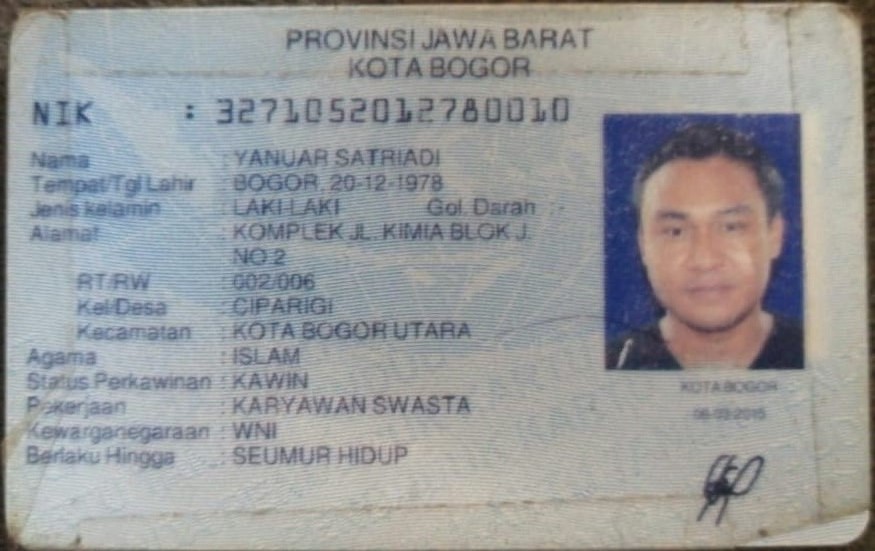 PROVINSI JAWA BARAT
KOTA BOGOR
NIK : 3271052012780010
Nama : YANUAR SATRIADI
Tempat/Tgl Lahir : BOGOR, 20-12-1978
Jenis kelamin : LAKI-LAKI Gol. Darah : -
Alamat : KOMPLEK JL. KIMIA BLOK J
NO 2
RT/RW : 002/006
Kel/Desa : CIPARIGI
Kecamatan : KOTA BOGOR UTARA
Agama : ISLAM
Status Perkawinan : KAWIN
Pekerjaan : KARYAWAN SWASTA
Kewarganegaraan : WNI
Berlaku Hingga : SEUMUR HIDUP
KOTA BOGOR